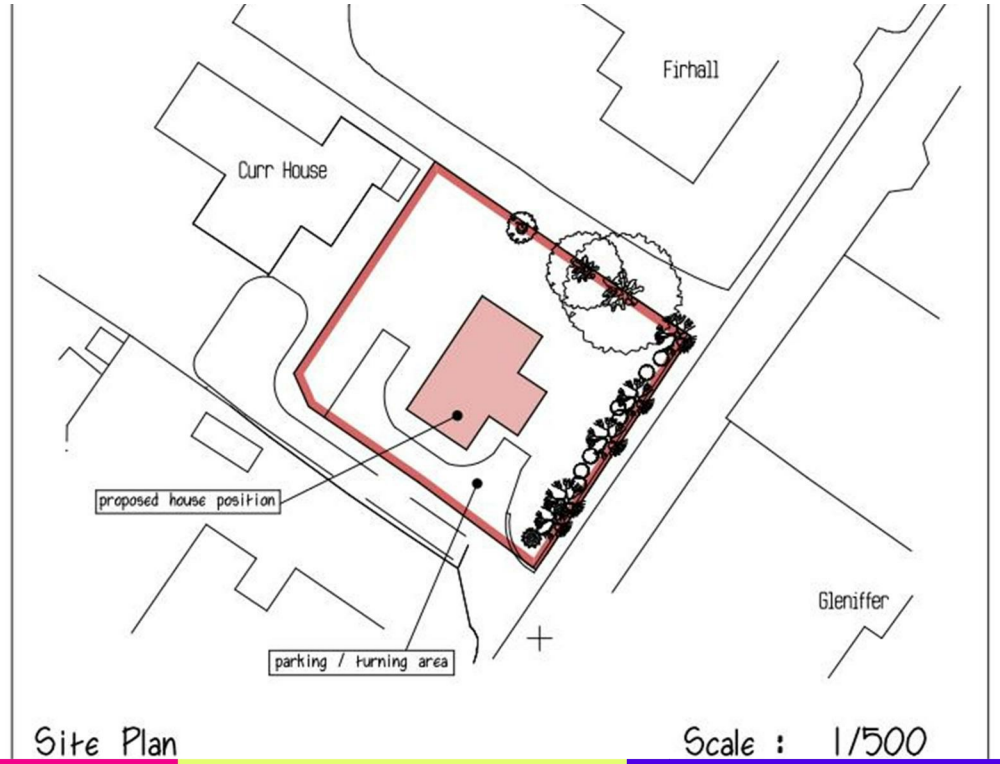 Firhall
Curr House
proposed house position
Gleniffer
parking / turning area
Site Plan
Scale : 1/500